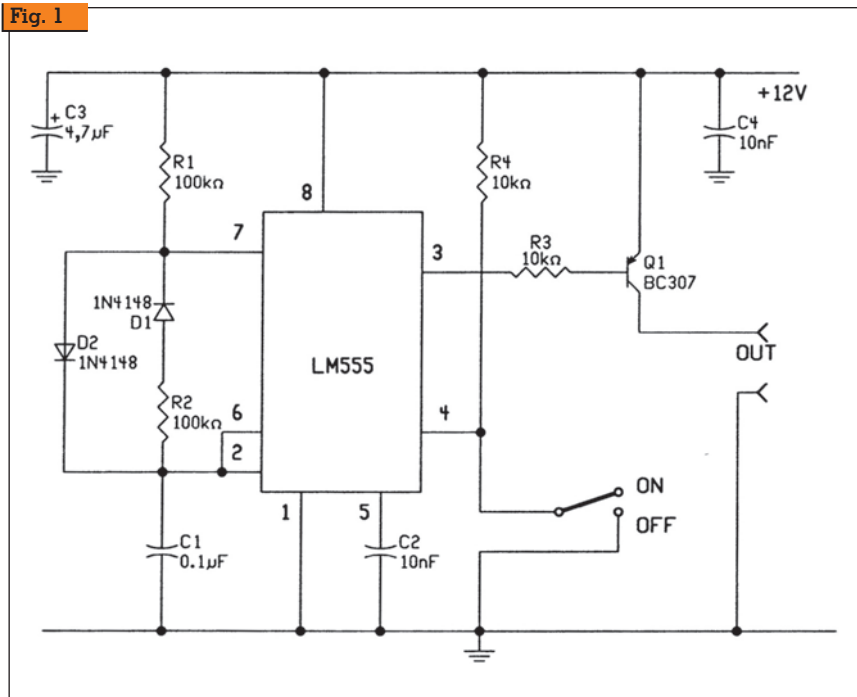 Fig. 1
+12V
+ C3
4,7µF
C4
10nF
R1
100kΩ
R4
10kΩ
8
7
3
R3
10kΩ
Q1
BC307
1N4148
D1
D2
1N4148
OUT
LM555
R2
100kΩ
6
4
2
ON
OFF
1
5
C1
0.1µF
C2
10nF